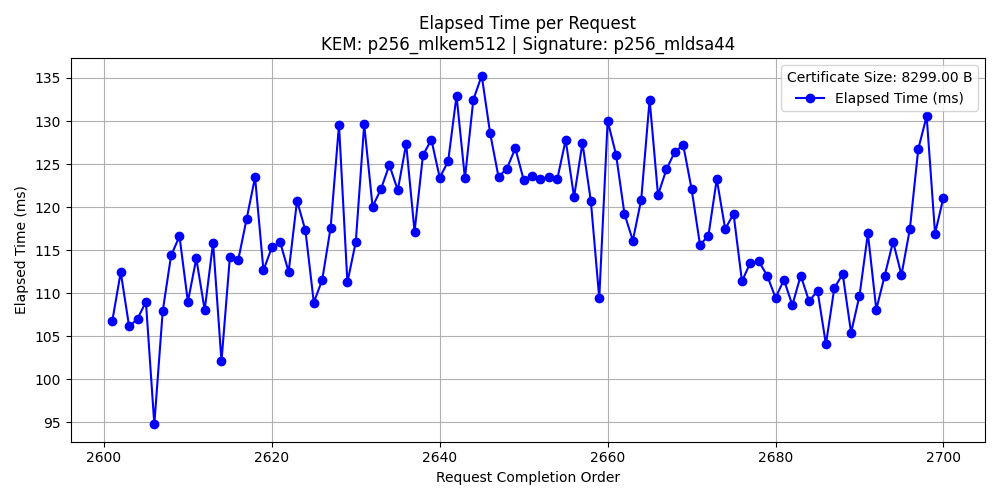 Elapsed Time per Request
KEM: p256_mlkem512 | Signature: p256_mldsa44
Certificate Size: 8299.00 B
Elapsed Time (ms)
Elapsed Time (ms)
135
130
125
120
115
110
105
100
95
2600
2620
2640
2660
2680
2700
Request Completion Order